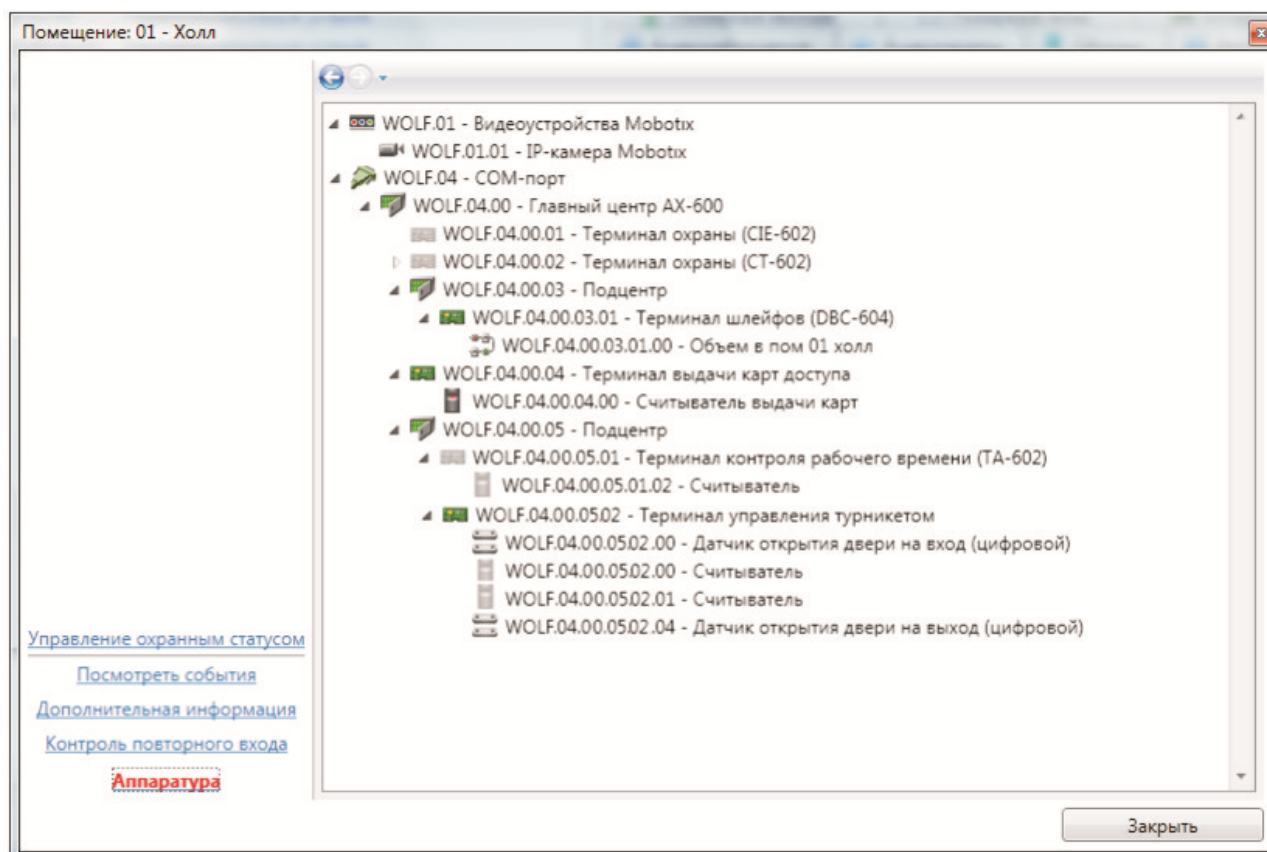 Помещение: 01 - Холл
WOLF.01 - Видеоустройства Mobotix
WOLF.01.01 - IP-камера Mobotix
WOLF.04 - COM-порт
WOLF.04.00 - Главный центр AX-600
WOLF.04.00.01 - Терминал охраны (CIE-602)
WOLF.04.00.02 - Терминал охраны (CT-602)
WOLF.04.00.03 - Подцентр
WOLF.04.00.03.01 - Терминал шлейфов (DBC-604)
WOLF.04.00.03.01.00 - Объем в пом 01 холл
WOLF.04.00.04 - Терминал выдачи карт доступа
WOLF.04.00.04.00 - Считыватель выдачи карт
WOLF.04.00.05 - Подцентр
WOLF.04.00.05.01 - Терминал контроля рабочего времени (TA-602)
WOLF.04.00.05.01.02 - Считыватель
WOLF.04.00.05.02 - Терминал управления турникетом
WOLF.04.00.05.02.00 - Датчик открытия двери на вход (цифровой)
WOLF.04.00.05.02.00 - Считыватель
WOLF.04.00.05.02.01 - Считыватель
WOLF.04.00.05.02.04 - Датчик открытия двери на выход (цифровой)
Управление охранным статусом
Посмотреть события
Дополнительная информация
Контроль повторного входа
Аппаратура
Закрыть